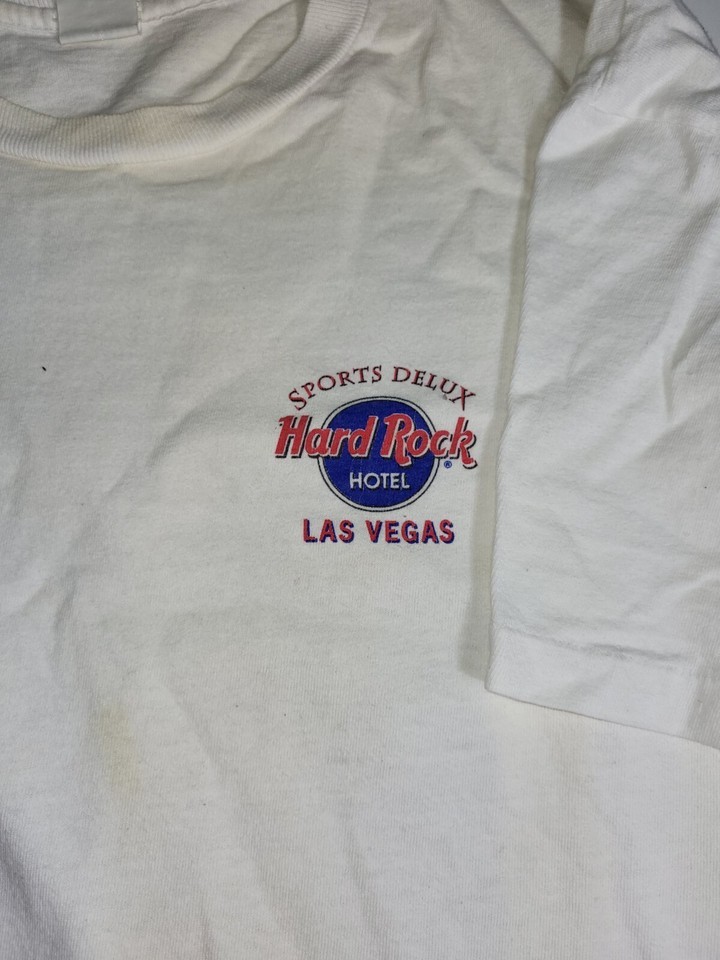 SPORTS DELUX
Hard Rock
®
HOTEL
LAS VEGAS